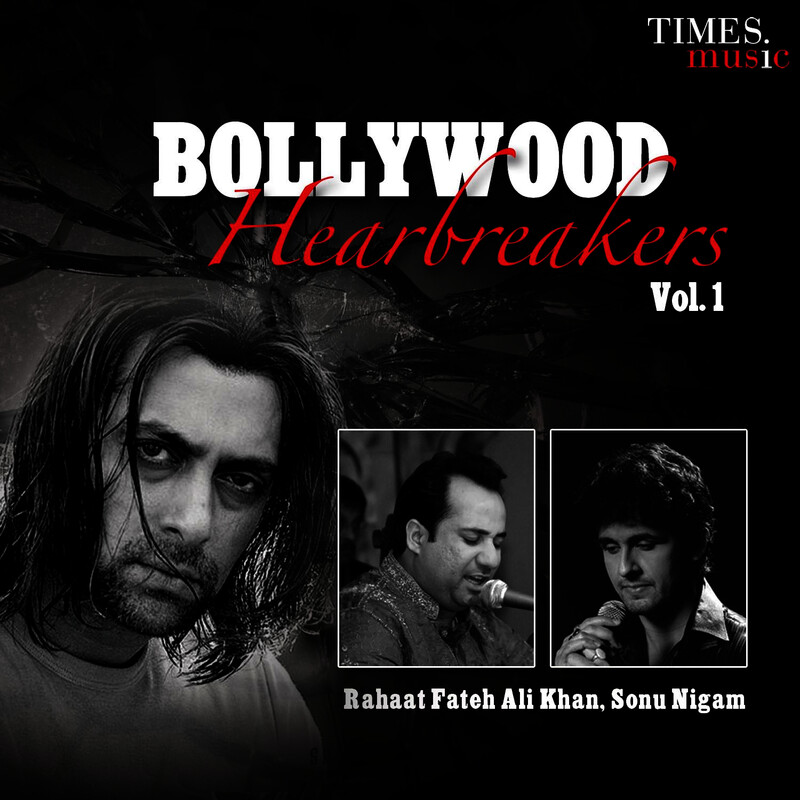 TIMES.
music
BOLLYWOOD
Hearbreakers
Vol. 1
Rahaat Fateh Ali Khan, Sonu Nigam